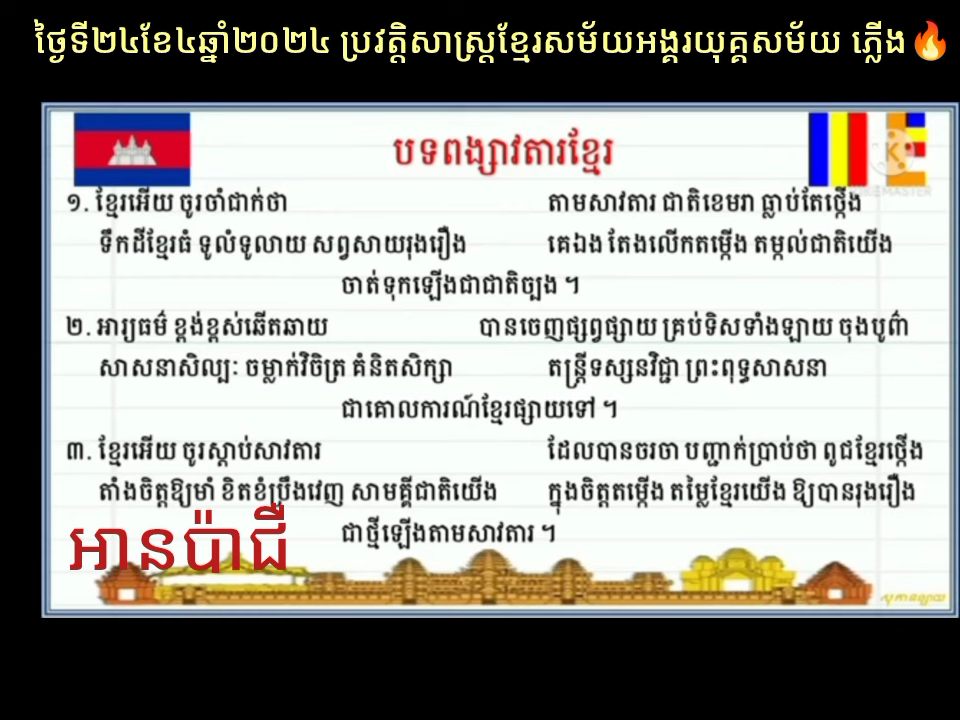 ថ្ងៃទី២៤ខែ៤ឆ្នាំ២០២៤ ប្រវត្តិសាស្ត្រខ្មែរសម័យអង្គរយុគ្គសម័យ ភ្លើង🔥
បទពង្សាវតារខ្មែរ
១. ខ្មែរអើយ ចូរចាំជាក់ថា តាមសាវតារ ជាតិខេមរា ធ្លាប់តែថ្កើង
ទឹកដីខ្មែរធំ ទូលំទូលាយ សព្វសាយរុងរឿង គេឯង តែងលើកតម្កើង តម្កល់ជាតិយើង
ចាត់ទុកឡើងជាជាតិច្បង ។
២. អារ្យធម៌ ខ្ពង់ខ្ពស់ឆើតឆាយ បានចេញផ្សព្វផ្សាយ គ្រប់ទិសទាំងឡាយ ចុងបូព៌ា
សាសនាសិល្បៈ ចម្លាក់វិចិត្រ គំនិតសិក្សា តន្ត្រីទស្សនវិជ្ជា ព្រះពុទ្ធសាសនា
ជាគោលការណ៍ខ្មែរផ្សាយទៅ ។
៣. ខ្មែរអើយ ចូរស្ដាប់សាវតារ ដែលបានចរចា បញ្ជាក់ប្រាប់ថា ពូជខ្មែរថ្កើង
តាំងចិត្តឱ្យមាំ ខិតខំប្រឹងវេញ សាមគ្គីជាតិយើង ក្នុងចិត្តតម្កើង តម្លៃខ្មែរយើង ឱ្យបានរុងរឿង
ជាថ្មីឡើងតាមសាវតារ ។
អានប៉ាជឺ